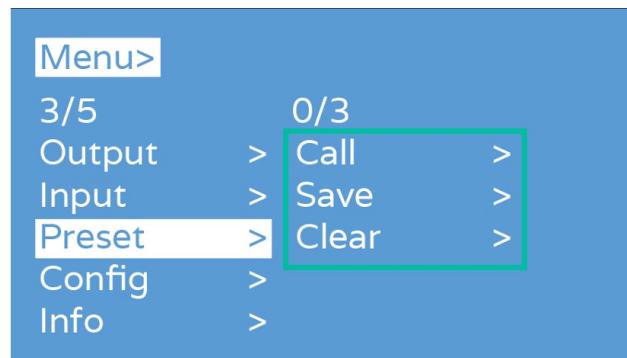 Menu>
3/5 0/3
Output > Call >
Input > Save >
Preset > Clear >
Config >
Info >